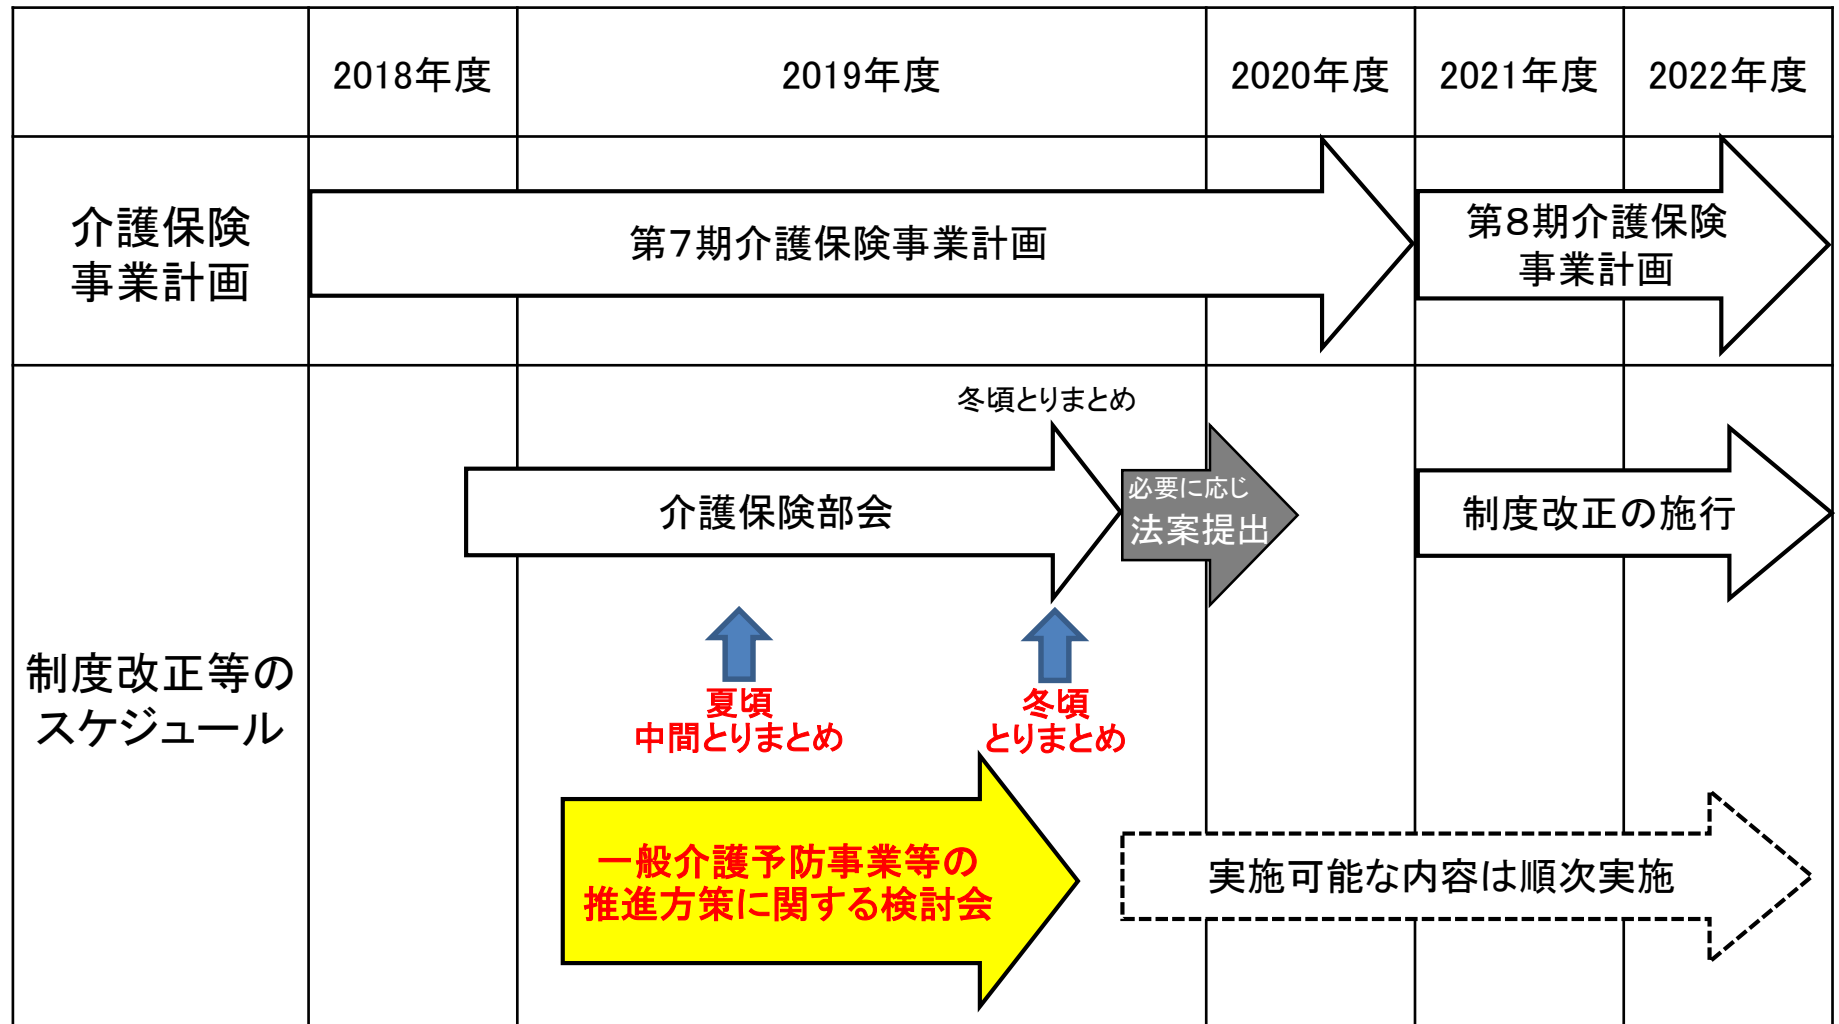 2018年度
2019年度
2020年度
2021年度
2022年度
介護保険
事業計画
第７期介護保険事業計画
第８期介護保険
事業計画
制度改正等の
スケジュール
冬頃とりまとめ
介護保険部会
必要に応じ
法案提出
制度改正の施行
夏頃
中間とりまとめ
冬頃
とりまとめ
一般介護予防事業等の
推進方策に関する検討会
実施可能な内容は順次実施